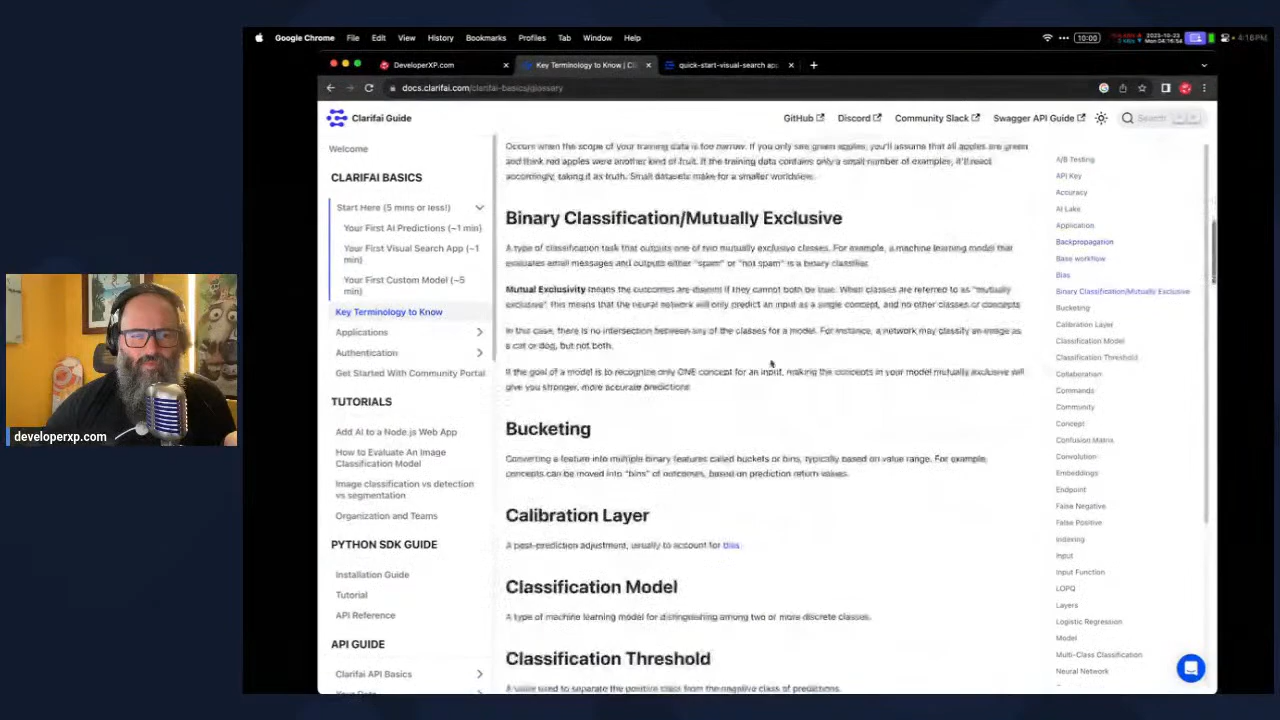 Google Chrome File Edit View History Bookmarks Profiles Tab Window Help
10:00
4:16PM
DeveloperXP.com
Key Terminology to Know | Cl
quick-start-visual-search app
docs.clarifai.com/clarifai-basics/glossary
Clarifai Guide
GitHub Discord Community Slack Swagger API Guide Search
Welcome
CLARIFAI BASICS
Start Here (5 mins or less!)
Your First AI Predictions (~1 min)
Your First Visual Search App (~1
min)
Your First Custom Model (~5
min)
Key Terminology to Know
Applications
Authentication
Get Started With Community Portal
TUTORIALS
Add AI to a Node.js Web App
How to Evaluate An Image
Classification Model
Image classification vs detection
vs segmentation
Organization and Teams
PYTHON SDK GUIDE
Installation Guide
Tutorial
API Reference
API GUIDE
Clarifai API Basics
Occurs when the scope of your training data is too narrow. If you only see green apples, you'll assume that all apples are green
and think red apples were another kind of fruit. If the training data contains only a small number of examples, it'll react
accordingly, taking it as truth. Small datasets make for a smaller worldview.
Binary Classification/Mutually Exclusive
A type of classification task that outputs one of two mutually exclusive classes. For example, a machine learning model that
evaluates email messages and outputs either "spam" or "not spam" is a binary classifier.
Mutual Exclusivity means the outcomes are disjoint if they cannot both be true. When classes are referred to as "mutually
exclusive". this means that the neural network will only predict an input as a single concept, and no other classes or concepts
In this case, there is no intersection between any of the classes for a model. For instance, a network may classify an image as
a cat or dog, but not both.
If the goal of a model is to recognize only ONE concept for an input, making the concepts in your model mutually exclusive will
give you stronger, more accurate predictions.
Bucketing
Converting a feature into multiple binary features called buckets or bins, typically based on value range. For example,
concepts can be moved into "bins" of outcomes, based on prediction return values.
Calibration Layer
A post-prediction adjustment, usually to account for bias.
Classification Model
A type of machine learning model for distinguishing among two or more discrete classes.
Classification Threshold
A value used to separate the positive class from the negative class of predictions.
A/B Testing
API Key
Accuracy
AI Lake
Application
Backpropagation
Base workflow
Bias
Binary Classification/Mutually Exclusive
Bucketing
Calibration Layer
Classification Model
Classification Threshold
Collaboration
Commands
Community
Concept
Confusion Matrix
Convolution
Embeddings
Endpoint
False Negative
False Positive
Indexing
Input
Input Function
LOPQ
Layers
Logistic Regression
Model
Multi-Class Classification
Neural Network
developerxp.com